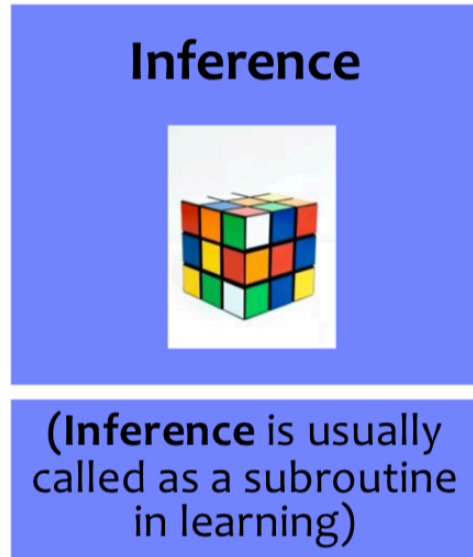 Inference
(Inference is usually
called as a subroutine
in learning)